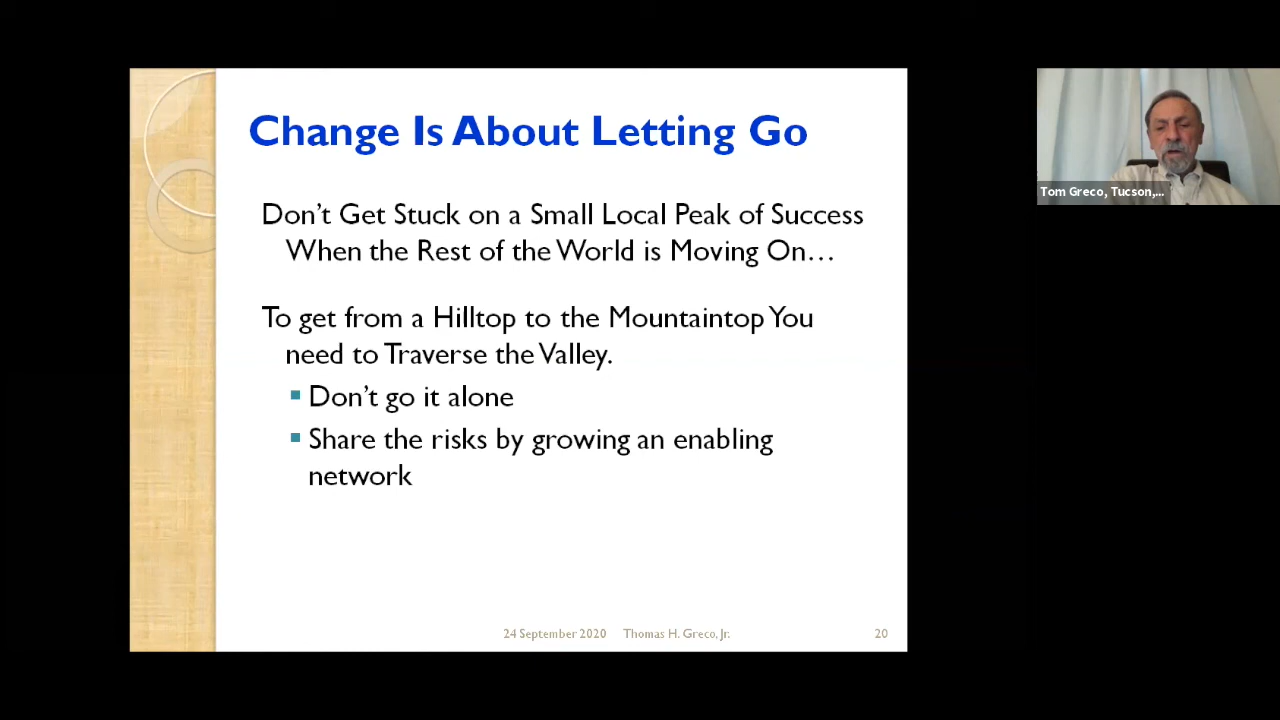 Change Is About Letting Go
Don't Get Stuck on a Small Local Peak of Success
When the Rest of the World is Moving On…
To get from a Hilltop to the Mountaintop You
need to Traverse the Valley.
Don't go it alone
Share the risks by growing an enabling
network
24 September 2020 Thomas H. Greco, Jr. 20
Tom Greco, Tucson,...